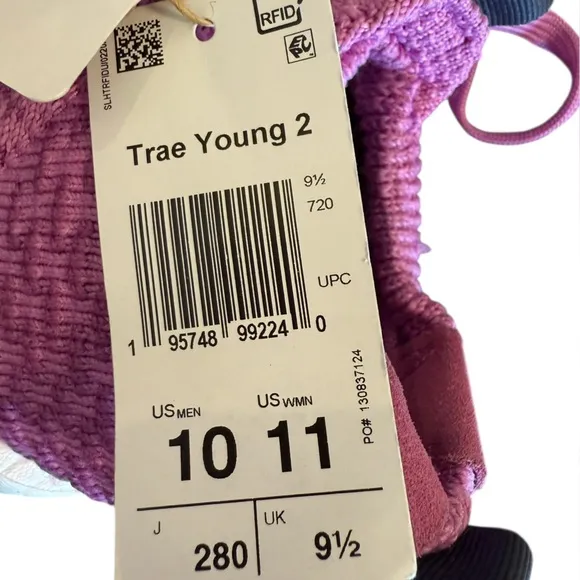 RFID
EPC
Trae Young 2
9½
720
UPC
1 95748 99224 0
PO# 130837124
US MEN
10
US WMN
11
J
280
UK
9½